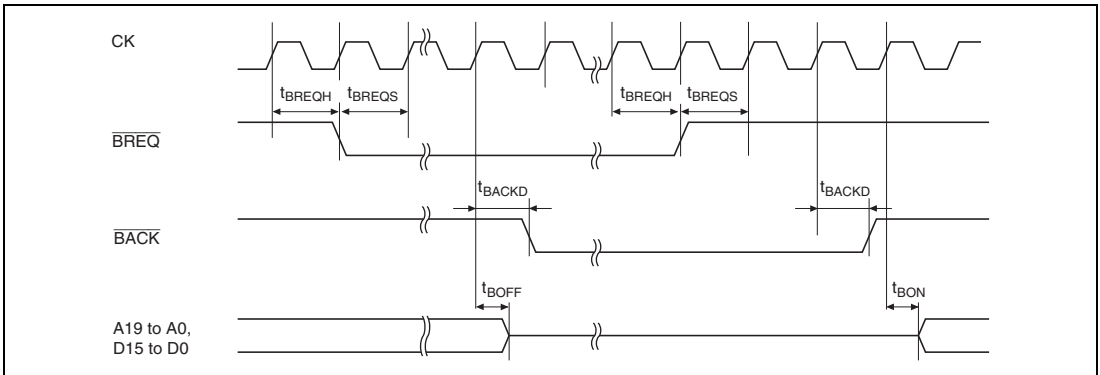 CK
tBREQH tBREQS tBREQH tBREQS
BREQ
tBACKD tBACKD
BACK
tBOFF tBON
A19 to A0,
D15 to D0